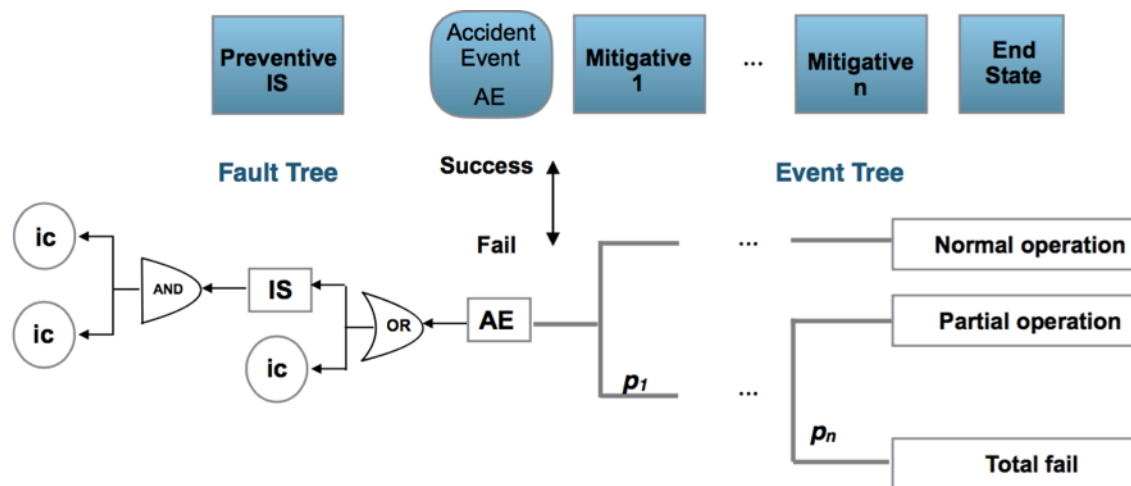 Preventive
IS
Accident
Event
AE
Mitigative
1
...
Mitigative
n
End
State
Fault Tree
Success
Event Tree
Fail
ic
AND
IS
OR
AE
ic
ic
p1
pn
...
...
Normal operation
Partial operation
Total fail